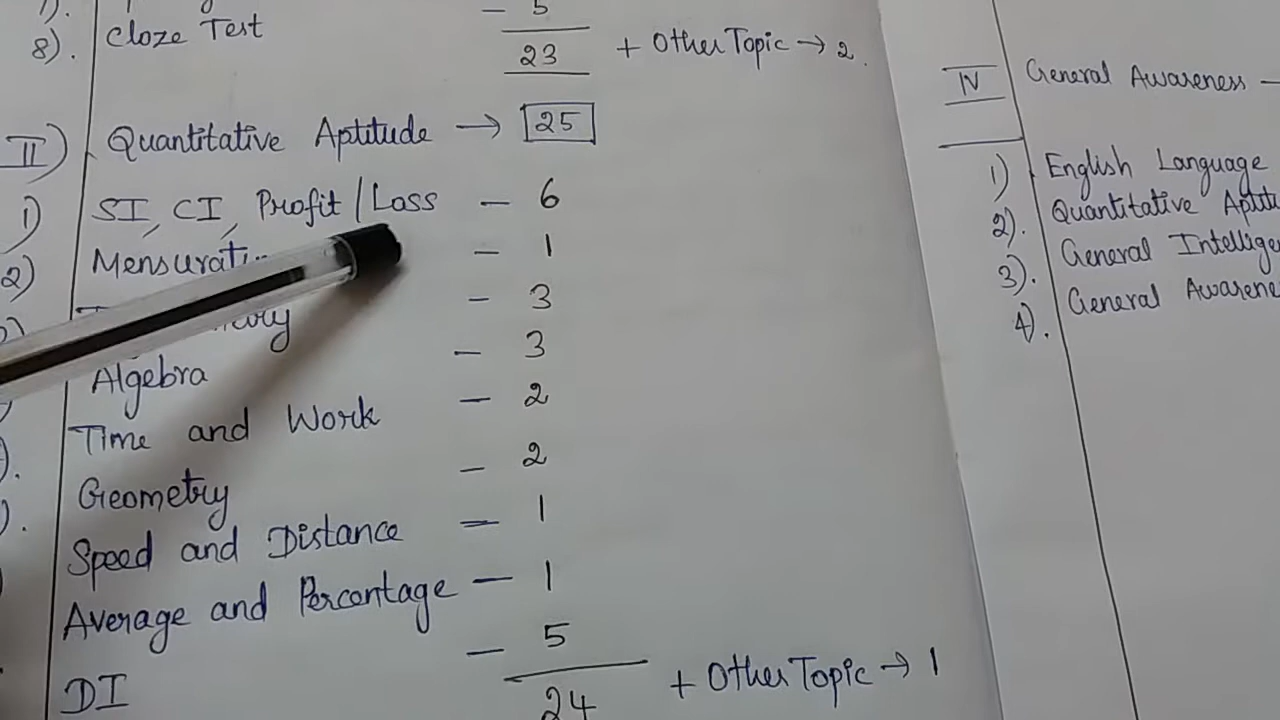 7).
- 5
8). Cloze Test
23 + Other Topic → 2
II) Quantitative Aptitude → 25
1) SI, CI, Profit / Loss - 6
2) - 1
- 3
Algebra - 3
Time and Work - 2
Geometry - 2
Speed and Distance - 1
Average and Percentage - 1
DI - 5
24 + Other Topic → 1
IV General Awareness -
1) English Language
2). Quantitative
3). General
4). General